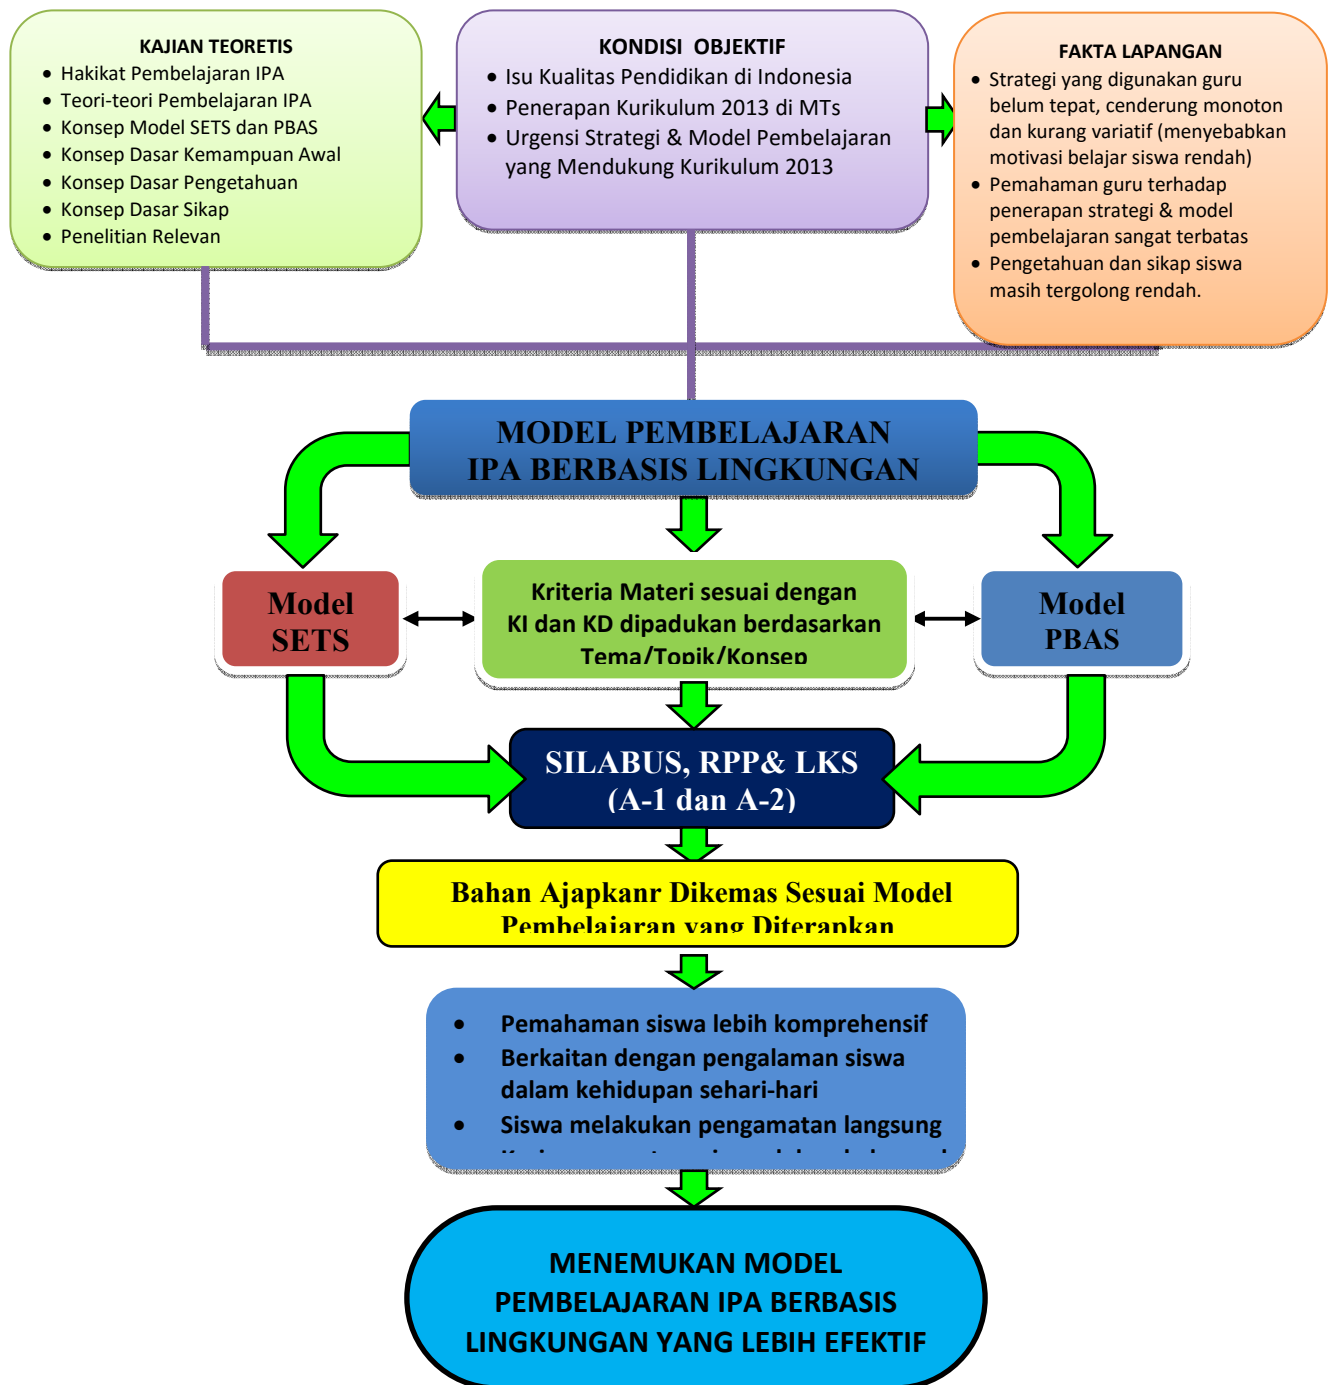 KAJIAN TEORETIS
• Hakikat Pembelajaran IPA
• Teori-teori Pembelajaran IPA
• Konsep Model SETS dan PBAS
• Konsep Dasar Kemampuan Awal
• Konsep Dasar Pengetahuan
• Konsep Dasar Sikap
• Penelitian Relevan
KONDISI OBJEKTIF
• Isu Kualitas Pendidikan di Indonesia
• Penerapan Kurikulum 2013 di MTs
• Urgensi Strategi & Model Pembelajaran
yang Mendukung Kurikulum 2013
FAKTA LAPANGAN
• Strategi yang digunakan guru
belum tepat, cenderung monoton
dan kurang variatif (menyebabkan
motivasi belajar siswa rendah)
• Pemahaman guru terhadap
penerapan strategi & model
pembelajaran sangat terbatas
• Pengetahuan dan sikap siswa
masih tergolong rendah.
MODEL PEMBELAJARAN
IPA BERBASIS LINGKUNGAN
Model
SETS
Kriteria Materi sesuai dengan
KI dan KD dipadukan berdasarkan
Tema/Topik/Konsep
Model
PBAS
SILABUS, RPP& LKS
(A-1 dan A-2)
Bahan Ajapkanr Dikemas Sesuai Model
Pembelajaran yang Diterapkan
• Pemahaman siswa lebih komprehensif
• Berkaitan dengan pengalaman siswa
dalam kehidupan sehari-hari
• Siswa melakukan pengamatan langsung
MENEMUKAN MODEL
PEMBELAJARAN IPA BERBASIS
LINGKUNGAN YANG LEBIH EFEKTIF